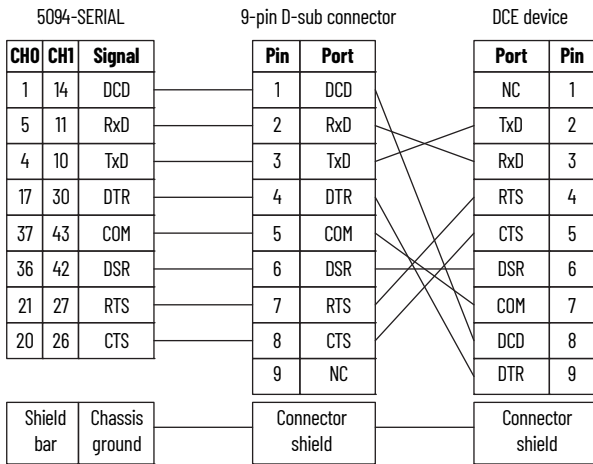 5094-SERIAL 9-pin D-sub connector DCE device
CH0 CH1 Signal Pin Port Port Pin
1 14 DCD 1 DCD NC 1
5 11 RxD 2 RxD TxD 2
4 10 TxD 3 TxD RxD 3
17 30 DTR 4 DTR RTS 4
37 43 COM 5 COM CTS 5
36 42 DSR 6 DSR DSR 6
21 27 RTS 7 RTS COM 7
20 26 CTS 8 CTS DCD 8
9 NC DTR 9
Shield Chassis Connector Connector
bar ground shield shield